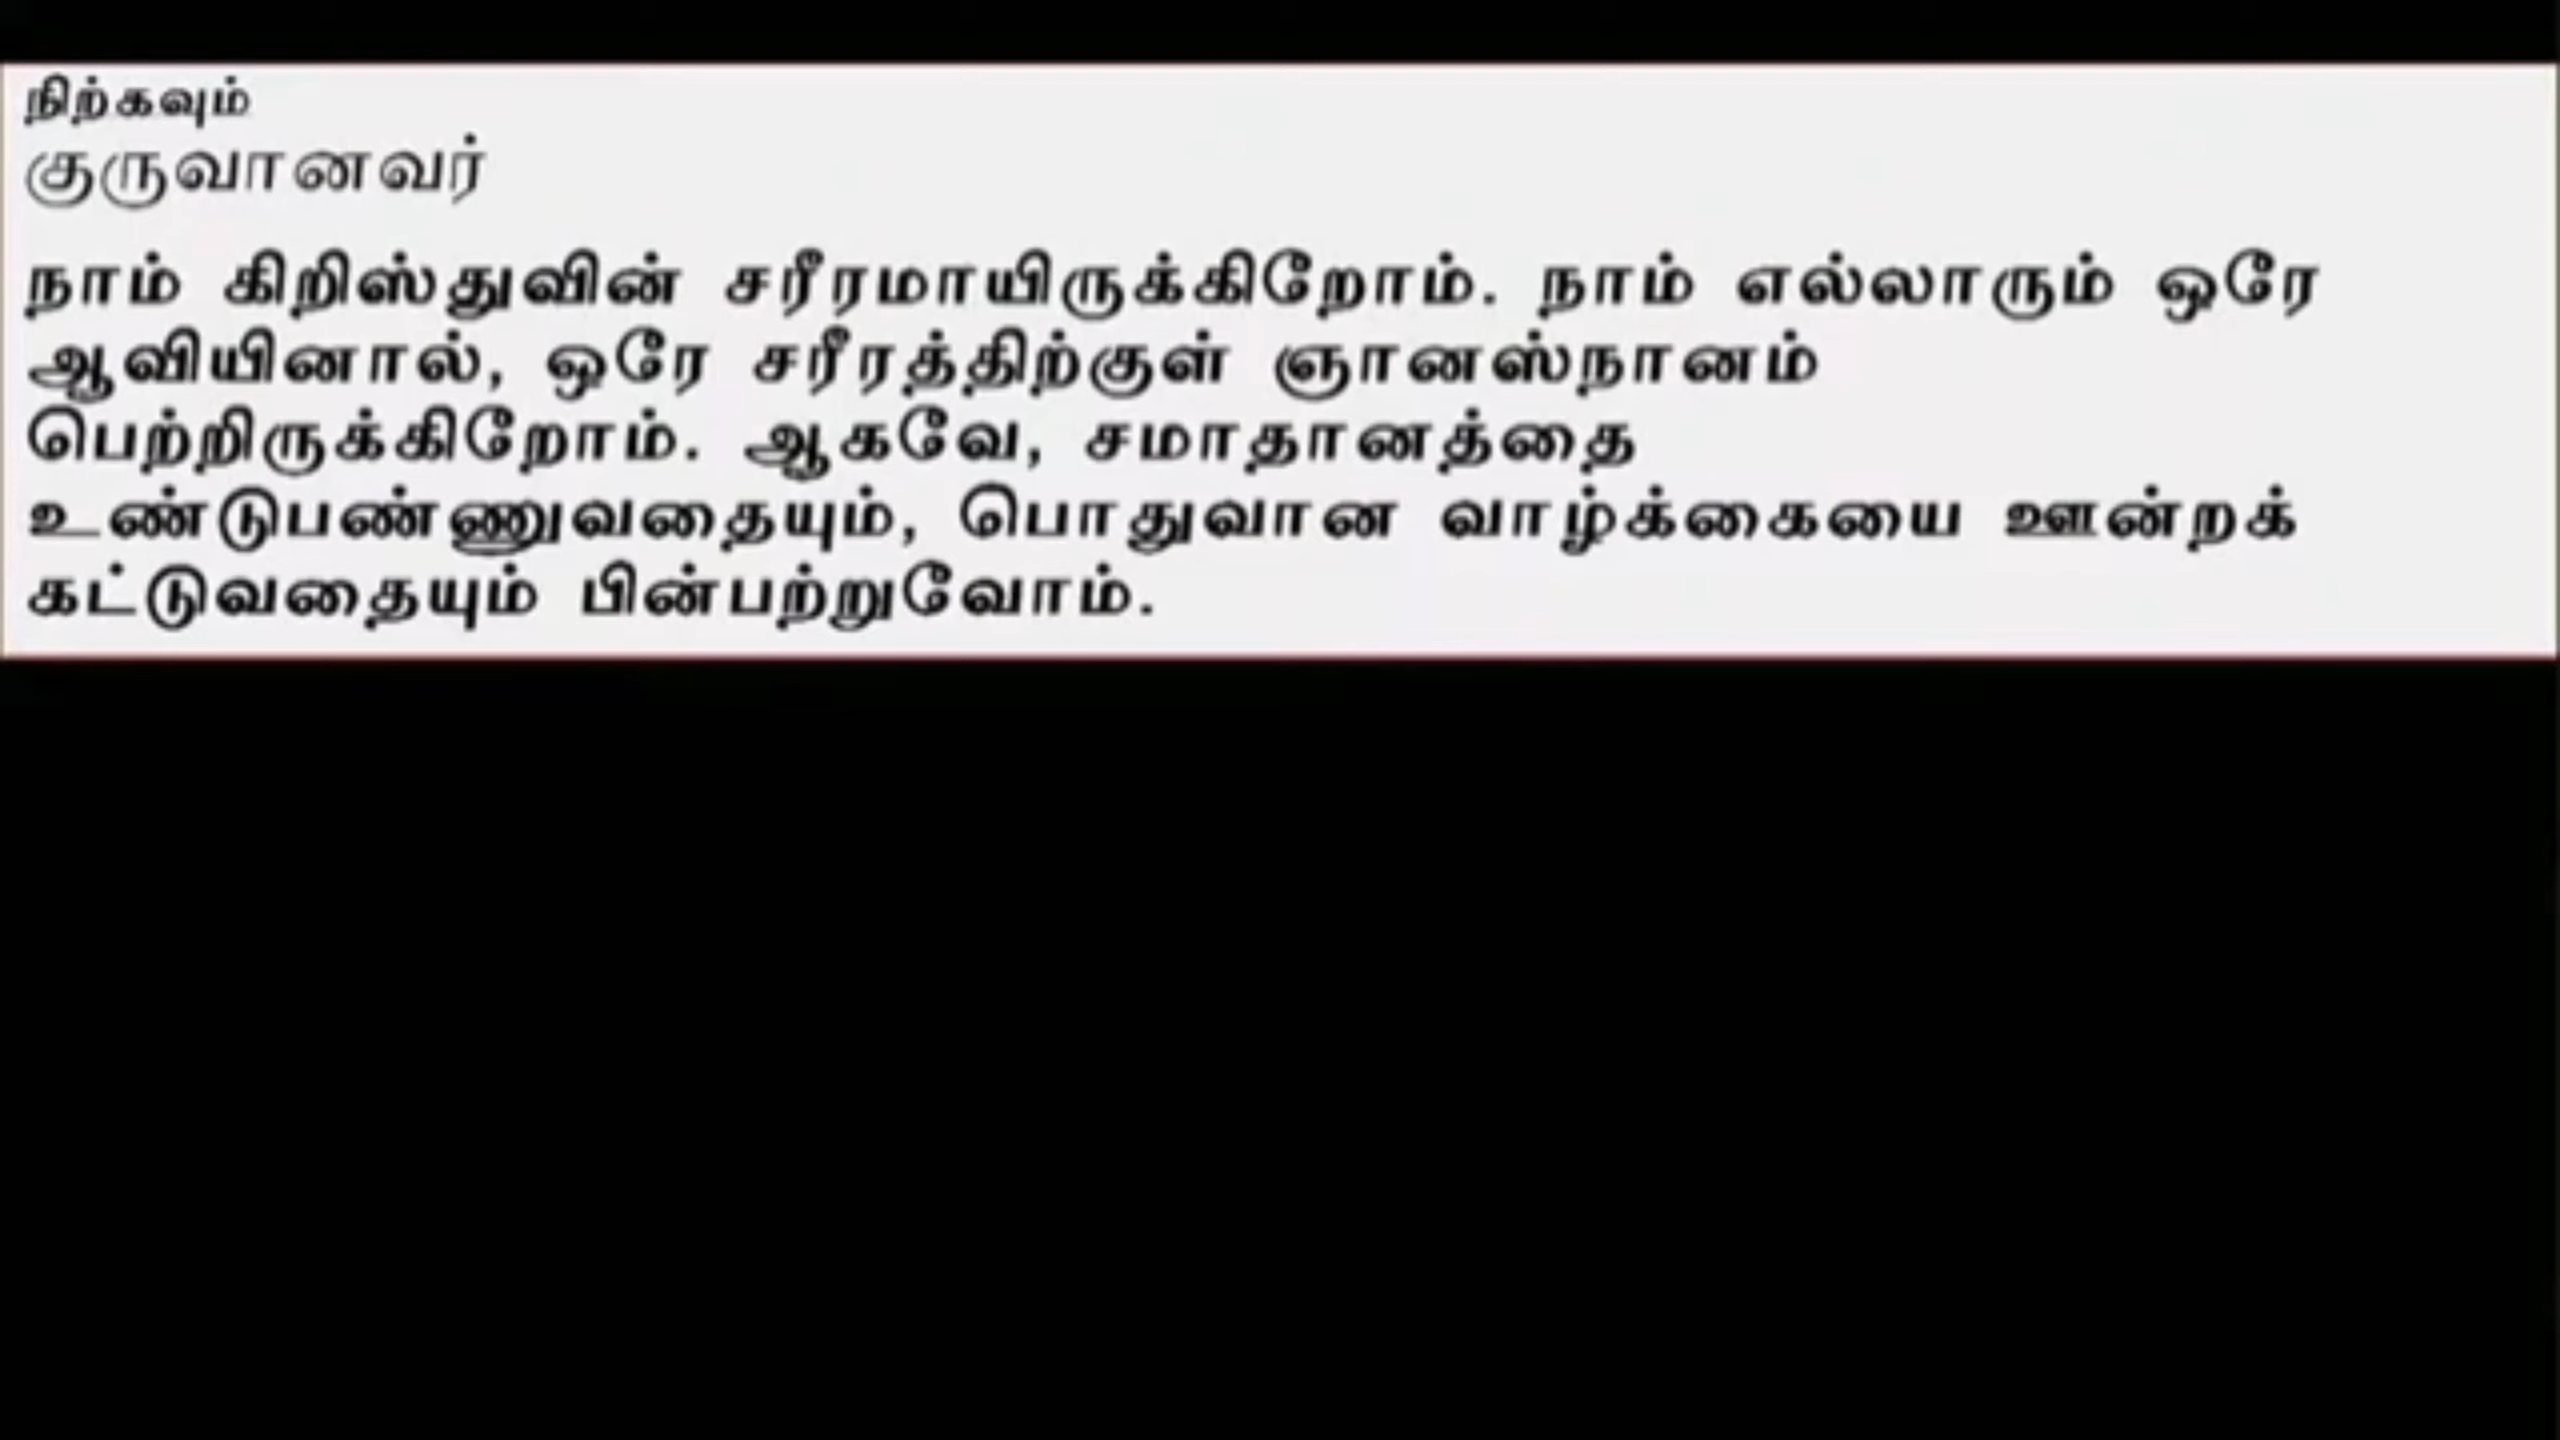 நிற்கவும்
குருவானவர்
நாம் கிறிஸ்துவின் சரீரமாயிருக்கிறோம். நாம் எல்லாரும் ஒரே
ஆவியினால், ஒரே சரீரத்திற்குள் ஞானஸ்நானம்
பெற்றிருக்கிறோம். ஆகவே, சமாதானத்தை
உண்டுபண்ணுவதையும், பொதுவான வாழ்க்கையை ஊன்றக்
கட்டுவதையும் பின்பற்றுவோம்.